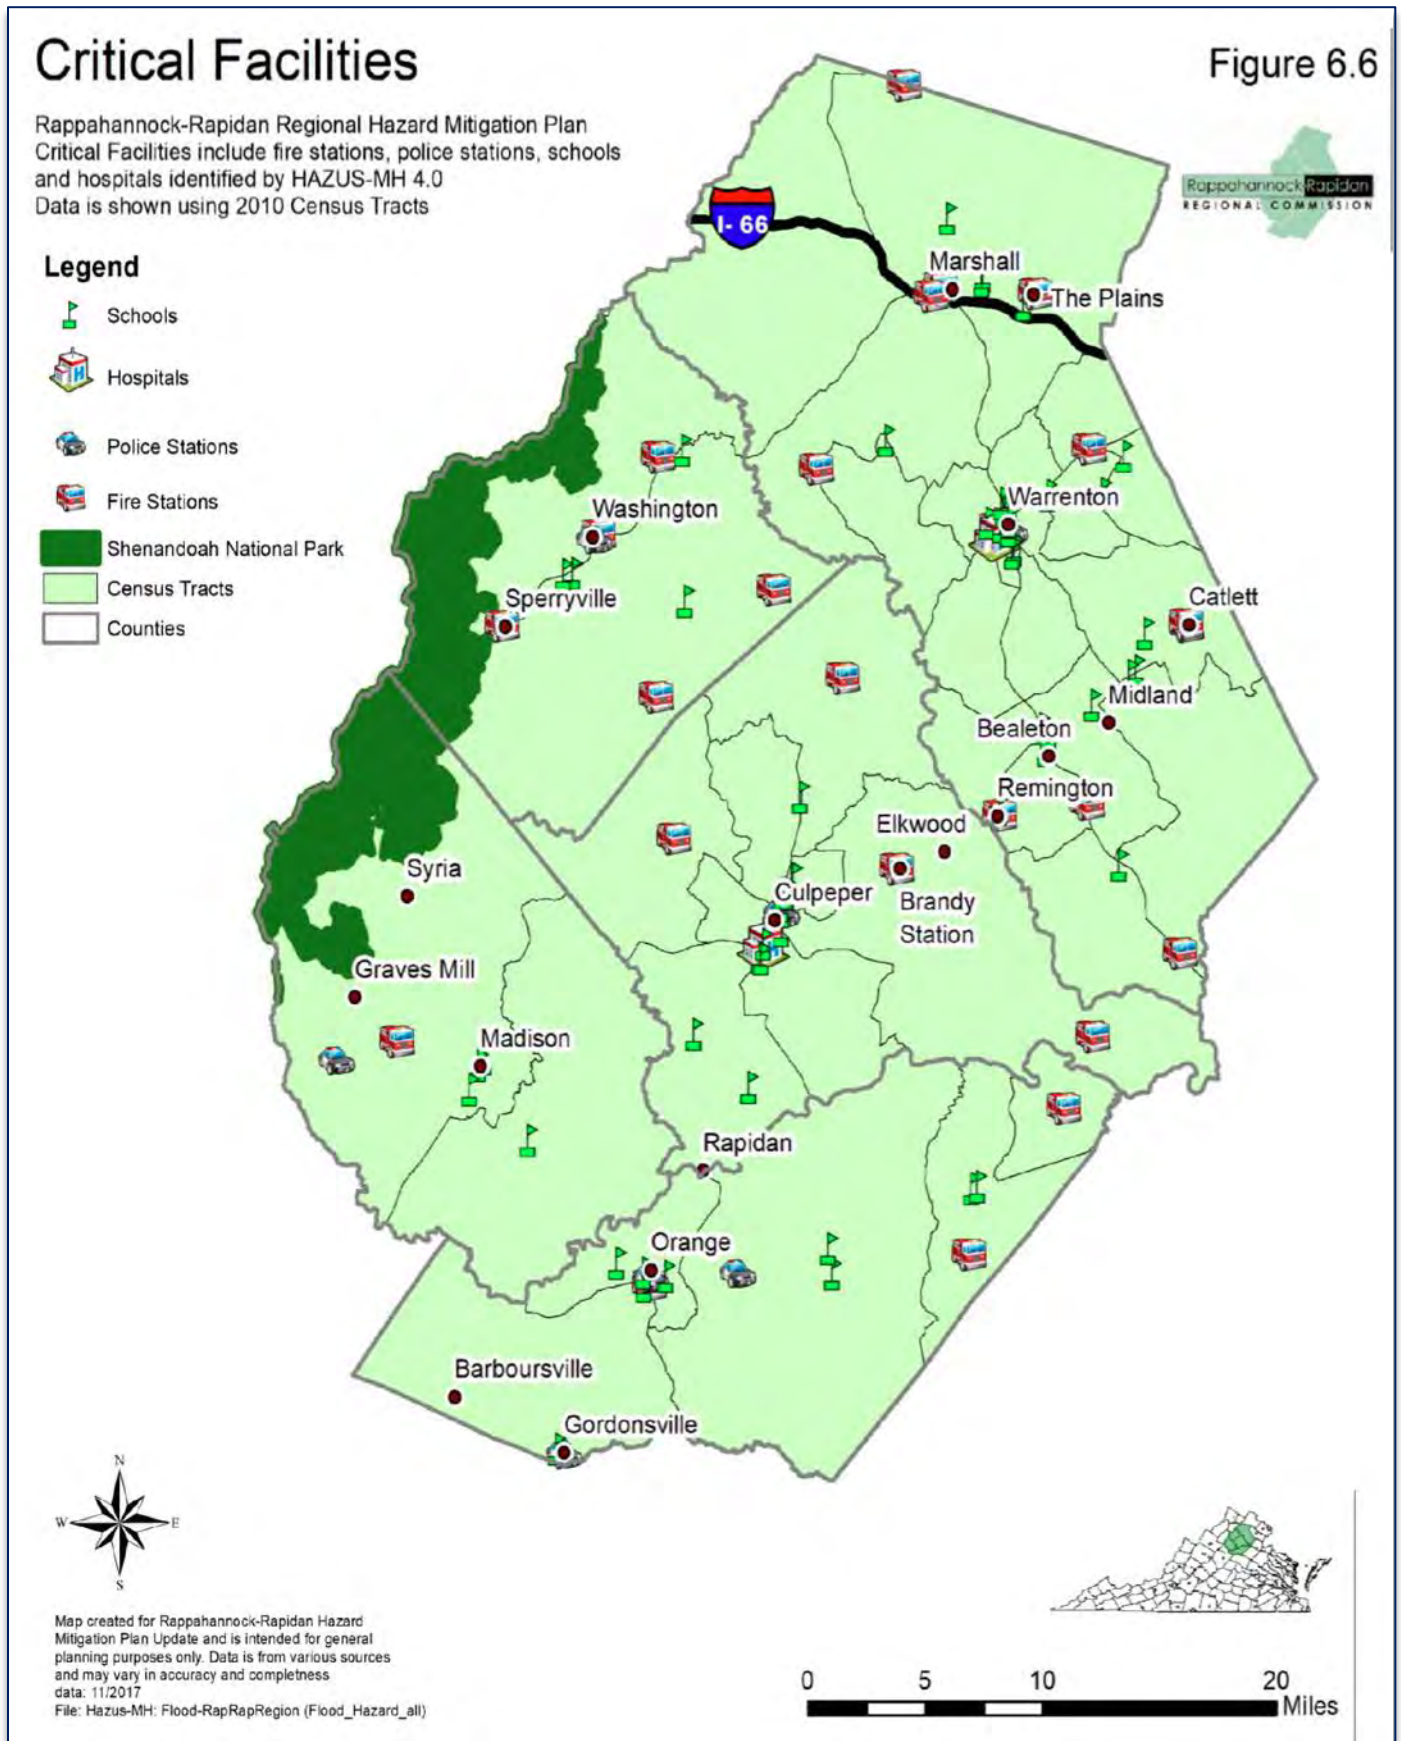 Critical Facilities
Figure 6.6
Rappahannock-Rapidan Regional Hazard Mitigation Plan
Critical Facilities include fire stations, police stations, schools
and hospitals identified by HAZUS-MH 4.0
Data is shown using 2010 Census Tracts
Rappahannock-Rapidan
REGIONAL COMMISSION
Legend
Schools
H
Hospitals
Police Stations
Fire Stations
Shenandoah National Park
Census Tracts
Counties
I- 66
Marshall
The Plains
Warrenton
Washington
Sperryville
Catlett
Midland
Bealeton
Remington
Elkwood
Syria
Culpeper
Brandy
Station
Graves Mill
Madison
Rapidan
Orange
Barboursville
Gordonsville
N
W
E
S
Map created for Rappahannock-Rapidan Hazard
Mitigation Plan Update and is intended for general
planning purposes only. Data is from various sources
and may vary in accuracy and completness
data: 11/2017
File: Hazus-MH: Flood-RapRapRegion (Flood_Hazard_all)
0 5 10 20
Miles